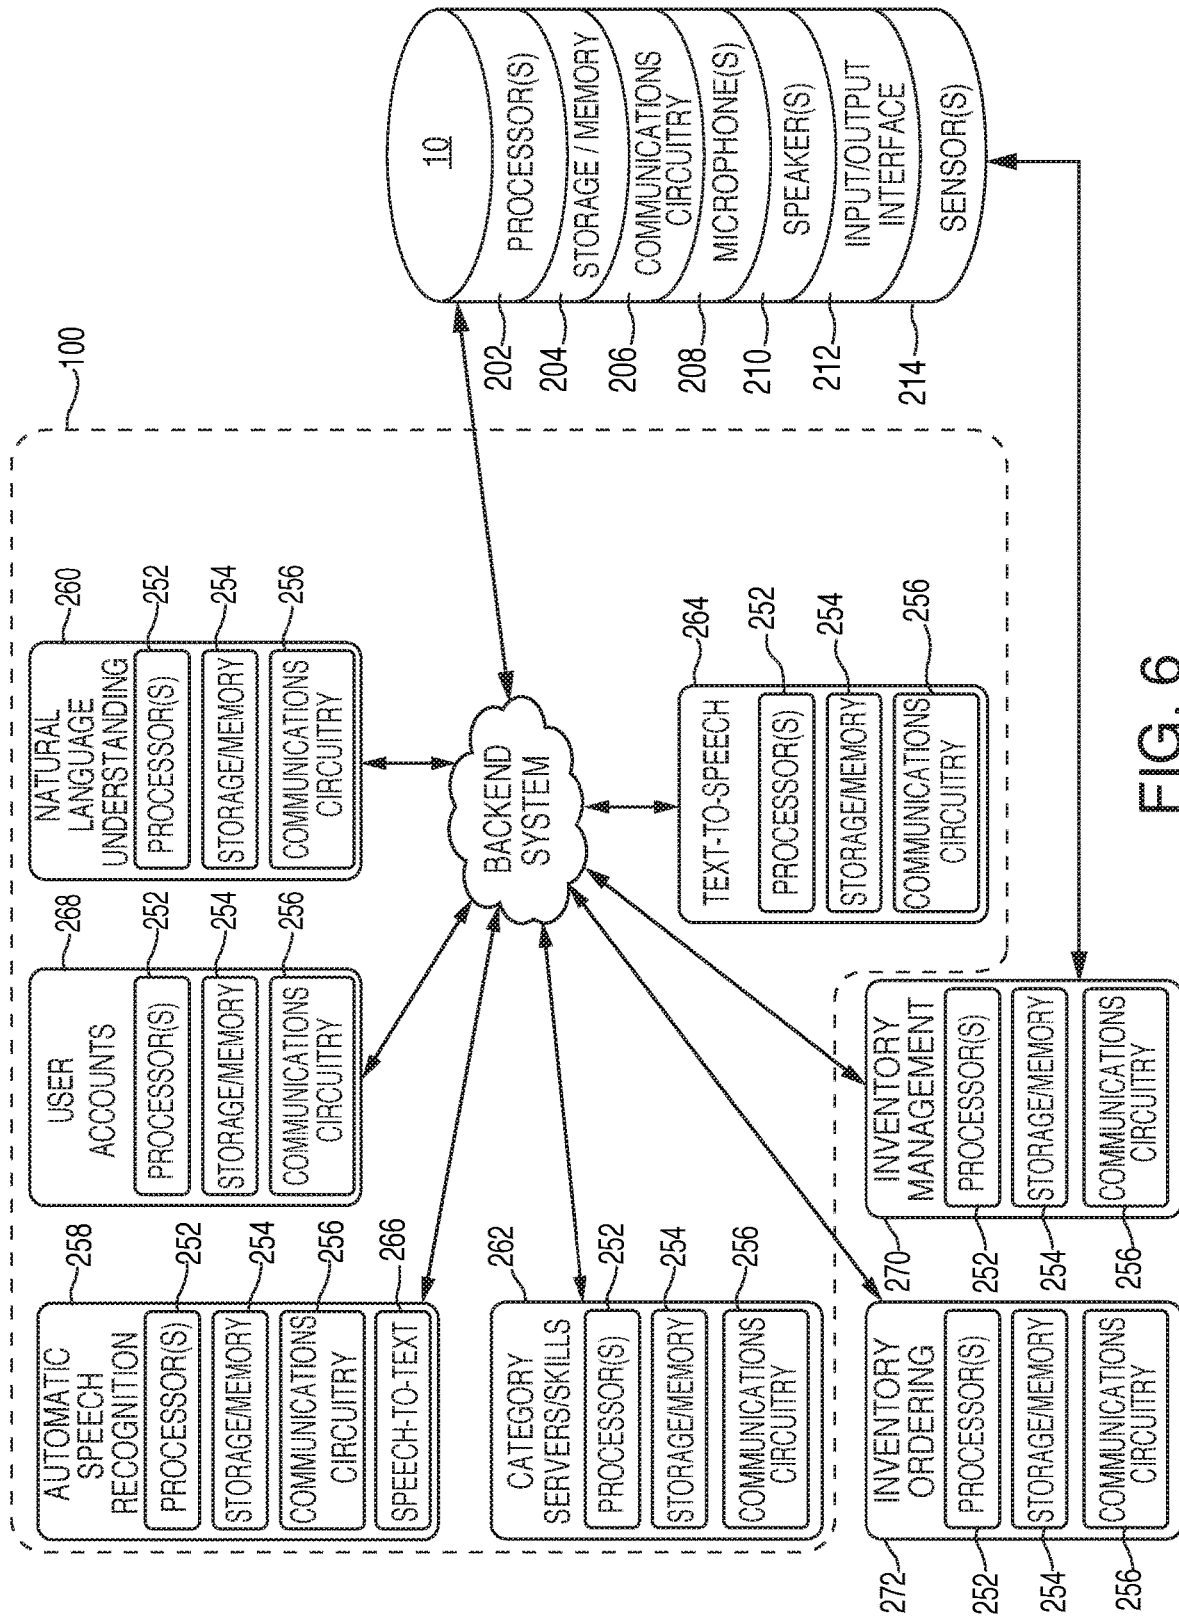 100
AUTOMATIC
SPEECH
RECOGNITION
258
PROCESSOR(S)
252
STORAGE/MEMORY
254
COMMUNICATIONS
CIRCUITRY
256
SPEECH-TO-TEXT
266
USER
ACCOUNTS
268
PROCESSOR(S)
252
STORAGE/MEMORY
254
COMMUNICATIONS
CIRCUITRY
256
NATURAL
LANGUAGE
UNDERSTANDING
260
PROCESSOR(S)
252
STORAGE/MEMORY
254
COMMUNICATIONS
CIRCUITRY
256
CATEGORY
SERVERS/SKILLS
262
PROCESSOR(S)
252
STORAGE/MEMORY
254
COMMUNICATIONS
CIRCUITRY
256
BACKEND
SYSTEM
TEXT-TO-SPEECH
264
PROCESSOR(S)
252
STORAGE/MEMORY
254
COMMUNICATIONS
CIRCUITRY
256
10
202
PROCESSOR(S)
204
STORAGE / MEMORY
206
COMMUNICATIONS
CIRCUITRY
208
MICROPHONE(S)
210
SPEAKER(S)
212
INPUT/OUTPUT
INTERFACE
214
SENSOR(S)
272
INVENTORY
ORDERING
252
PROCESSOR(S)
254
STORAGE/MEMORY
256
COMMUNICATIONS
CIRCUITRY
270
INVENTORY
MANAGEMENT
252
PROCESSOR(S)
254
STORAGE/MEMORY
256
COMMUNICATIONS
CIRCUITRY
FIG. 6